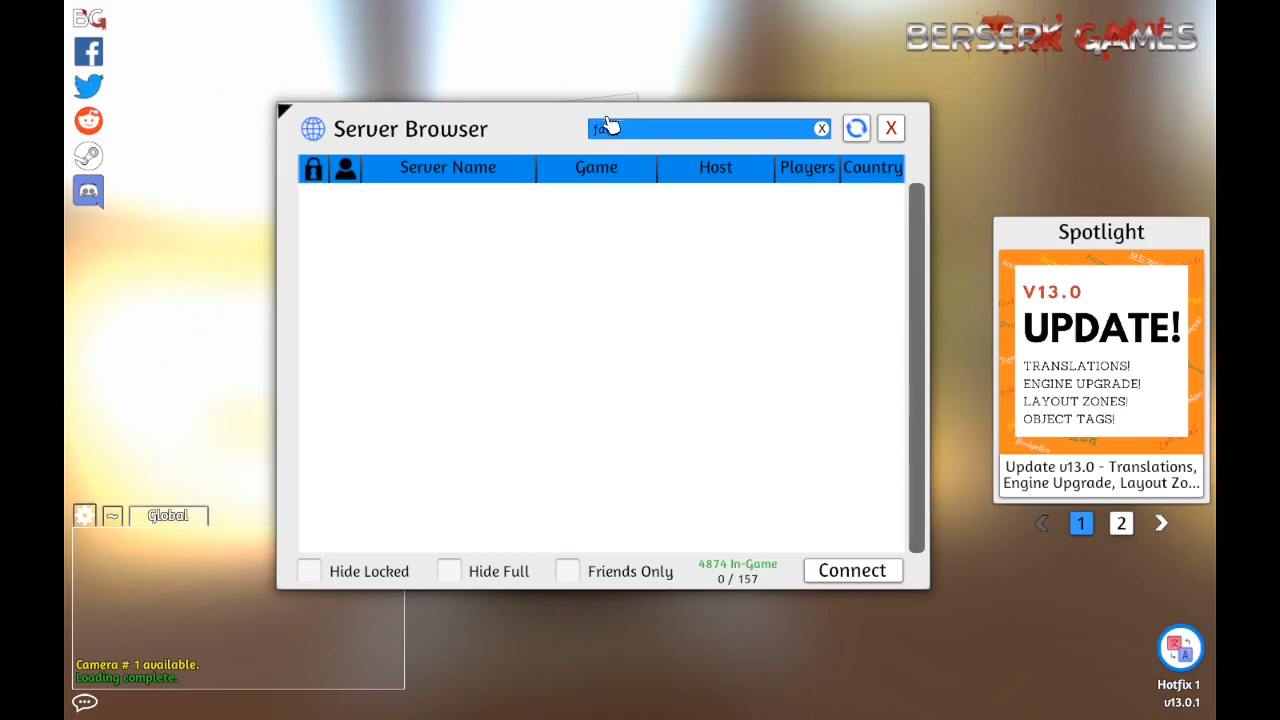 BG
BERSERK GAMES
Server Browser
X
X
Server Name Game Host Players Country
Spotlight
V13.0
UPDATE!
TRANSLATIONS!
ENGINE UPGRADE!
LAYOUT ZONES!
OBJECT TAGS!
Update v13.0 - Translations,
Engine Upgrade, Layout Zo...
1 2
~ Global
Hide Locked Hide Full Friends Only
4874 In-Game
0 / 157
Connect
Camera # 1 available.
Loading complete.
文
A
Hotfix 1
v13.0.1